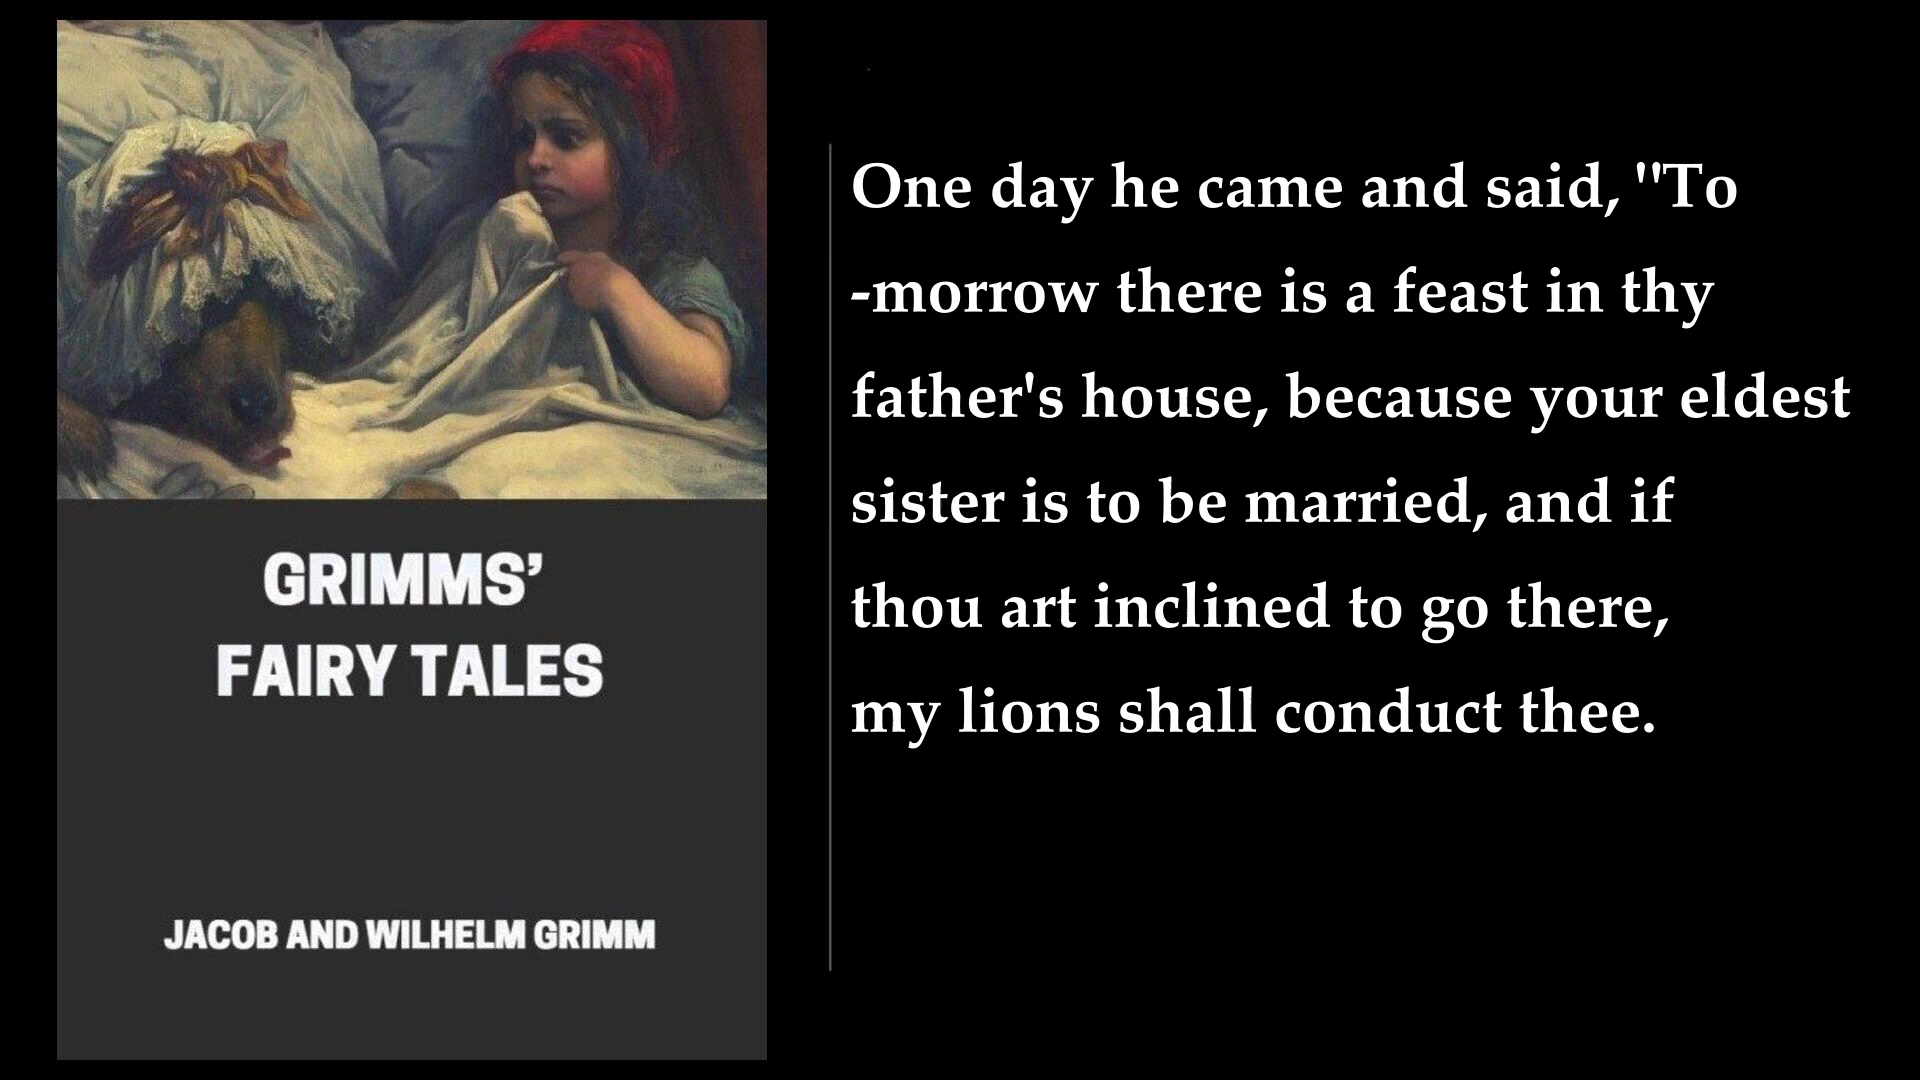 GRIMMS’
FAIRY TALES
JACOB AND WILHELM GRIMM
One day he came and said, "To
-morrow there is a feast in thy
father's house, because your eldest
sister is to be married, and if
thou art inclined to go there,
my lions shall conduct thee.